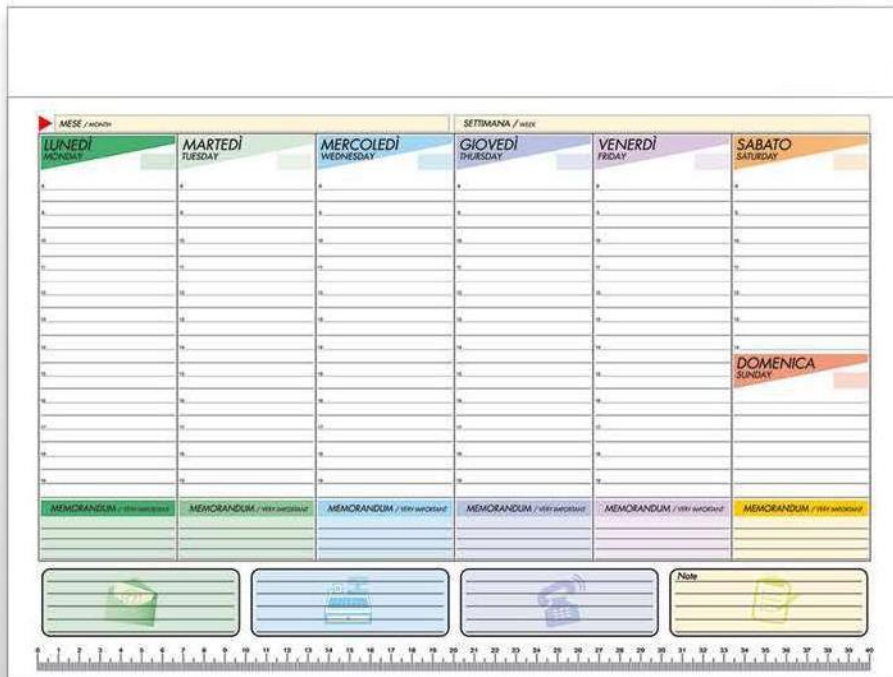 MESE / MONTH
SETTIMANA / WEEK
LUNEDÌ
MONDAY
MARTEDÌ
TUESDAY
MERCOLEDÌ
WEDNESDAY
GIOVEDÌ
THURSDAY
VENERDÌ
FRIDAY
SABATO
SATURDAY
DOMENICA
SUNDAY
MEMORANDUM / VERY IMPORTANT
MEMORANDUM / VERY IMPORTANT
MEMORANDUM / VERY IMPORTANT
MEMORANDUM / VERY IMPORTANT
MEMORANDUM / VERY IMPORTANT
MEMORANDUM / VERY IMPORTANT
Note
0 1 2 3 4 5 6 7 8 9 10 11 12 13 14 15 16 17 18 19 20 21 22 23 24 25 26 27 28 29 30 31 32 33 34 35 36 37 38 39 40